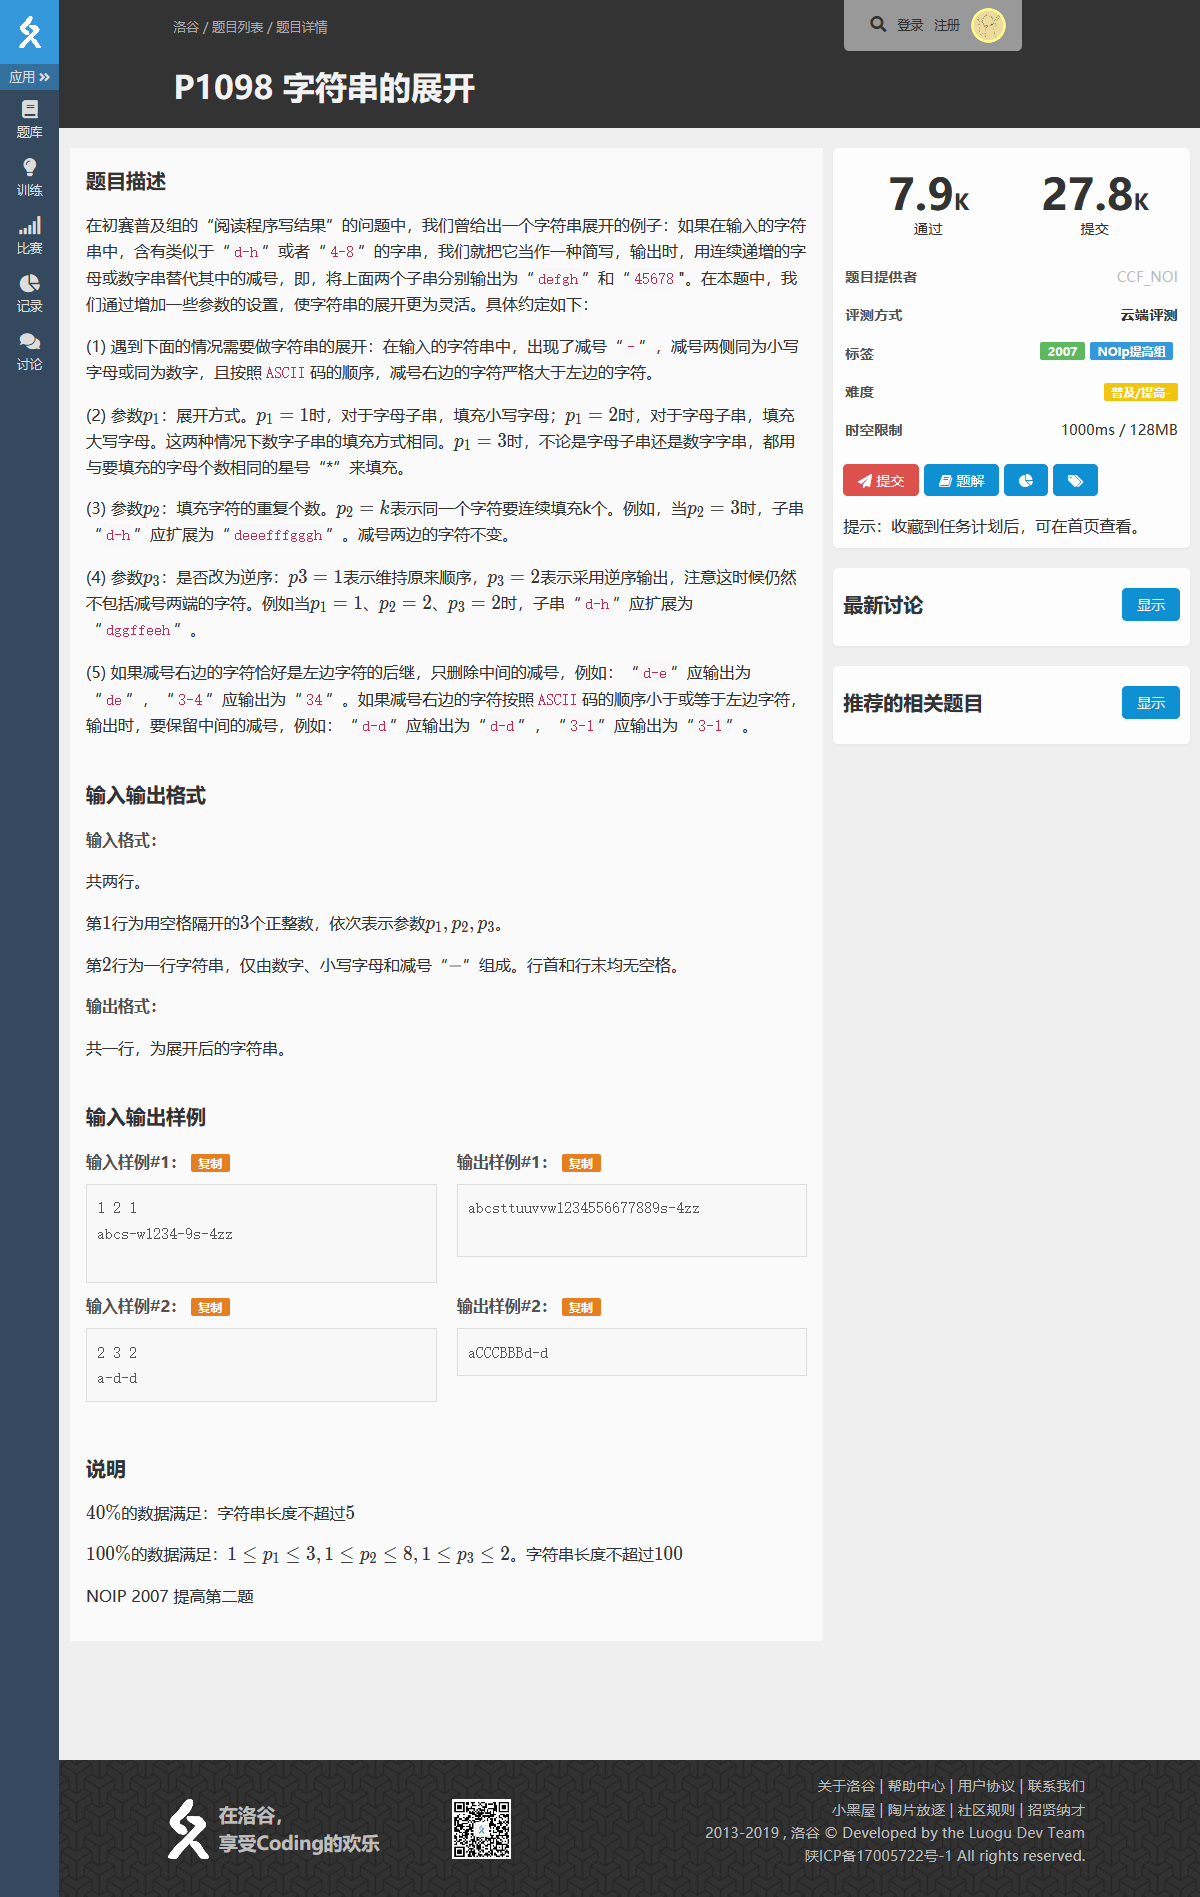 洛谷 / 题目列表 / 题目详情
登录 注册
P1098 字符串的展开
应用
题库
训练
比赛
记录
讨论
题目描述
在初赛普及组的“阅读程序写结果”的问题中，我们曾给出一个字符串展开的例子：如果在输入的字符
串中，含有类似于“d-h”或者“4-8”的字串，我们就把它当作一种简写，输出时，用连续递增的字
母或数字串替代其中的减号，即，将上面两个子串分别输出为“defgh”和“45678"。在本题中，我
们通过增加一些参数的设置，使字符串的展开更为灵活。具体约定如下：
(1) 遇到下面的情况需要做字符串的展开：在输入的字符串中，出现了减号“-”，减号两侧同为小写
字母或同为数字，且按照ASCII码的顺序，减号右边的字符严格大于左边的字符。
(2) 参数p1：展开方式。p1 = 1时，对于字母子串，填充小写字母；p1 = 2时，对于字母子串，填充
大写字母。这两种情况下数字子串的填充方式相同。p1 = 3时，不论是字母子串还是数字字串，都用
与要填充的字母个数相同的星号“*”来填充。
(3) 参数p2：填充字符的重复个数。p2 = k表示同一个字符要连续填充k个。例如，当p2 = 3时，子串
“d-h”应扩展为“deeefffgggh”。减号两边的字符不变。
(4) 参数p3：是否改为逆序：p3 = 1表示维持原来顺序，p3 = 2表示采用逆序输出，注意这时候仍然
不包括减号两端的字符。例如当p1 = 1、p2 = 2、p3 = 2时，子串“d-h”应扩展为
“dggffeeh”。
(5) 如果减号右边的字符恰好是左边字符的后继，只删除中间的减号，例如：“d-e”应输出为
“de”，“3-4”应输出为“34”。如果减号右边的字符按照ASCII码的顺序小于或等于左边字符，
输出时，要保留中间的减号，例如：“d-d”应输出为“d-d”，“3-1”应输出为“3-1”。
输入输出格式
输入格式：
共两行。
第1行为用空格隔开的3个正整数，依次表示参数p1, p2, p3。
第2行为一行字符串，仅由数字、小写字母和减号“−”组成。行首和行末均无空格。
输出格式：
共一行，为展开后的字符串。
输入输出样例
输入样例#1： 复制
1 2 1
abcs-w1234-9s-4zz
输出样例#1： 复制
abcsttuuvvw1234556677889s-4zz
输入样例#2： 复制
2 3 2
a-d-d
输出样例#2： 复制
aCCCBBBd-d
说明
40%的数据满足：字符串长度不超过5
100%的数据满足：1 ≤ p1 ≤ 3, 1 ≤ p2 ≤ 8, 1 ≤ p3 ≤ 2。字符串长度不超过100
NOIP 2007 提高第二题
7.9K 27.8K
通过 提交
题目提供者 CCF_NOI
评测方式 云端评测
标签 2007 NOIp提高组
难度 普及/提高-
时空限制 1000ms / 128MB
提交 题解
提示：收藏到任务计划后，可在首页查看。
最新讨论 显示
推荐的相关题目 显示
在洛谷，
享受Coding的欢乐
关于洛谷 | 帮助中心 | 用户协议 | 联系我们
小黑屋 | 陶片放逐 | 社区规则 | 招贤纳才
2013-2019 , 洛谷 © Developed by the Luogu Dev Team
陕ICP备17005722号-1 All rights reserved.